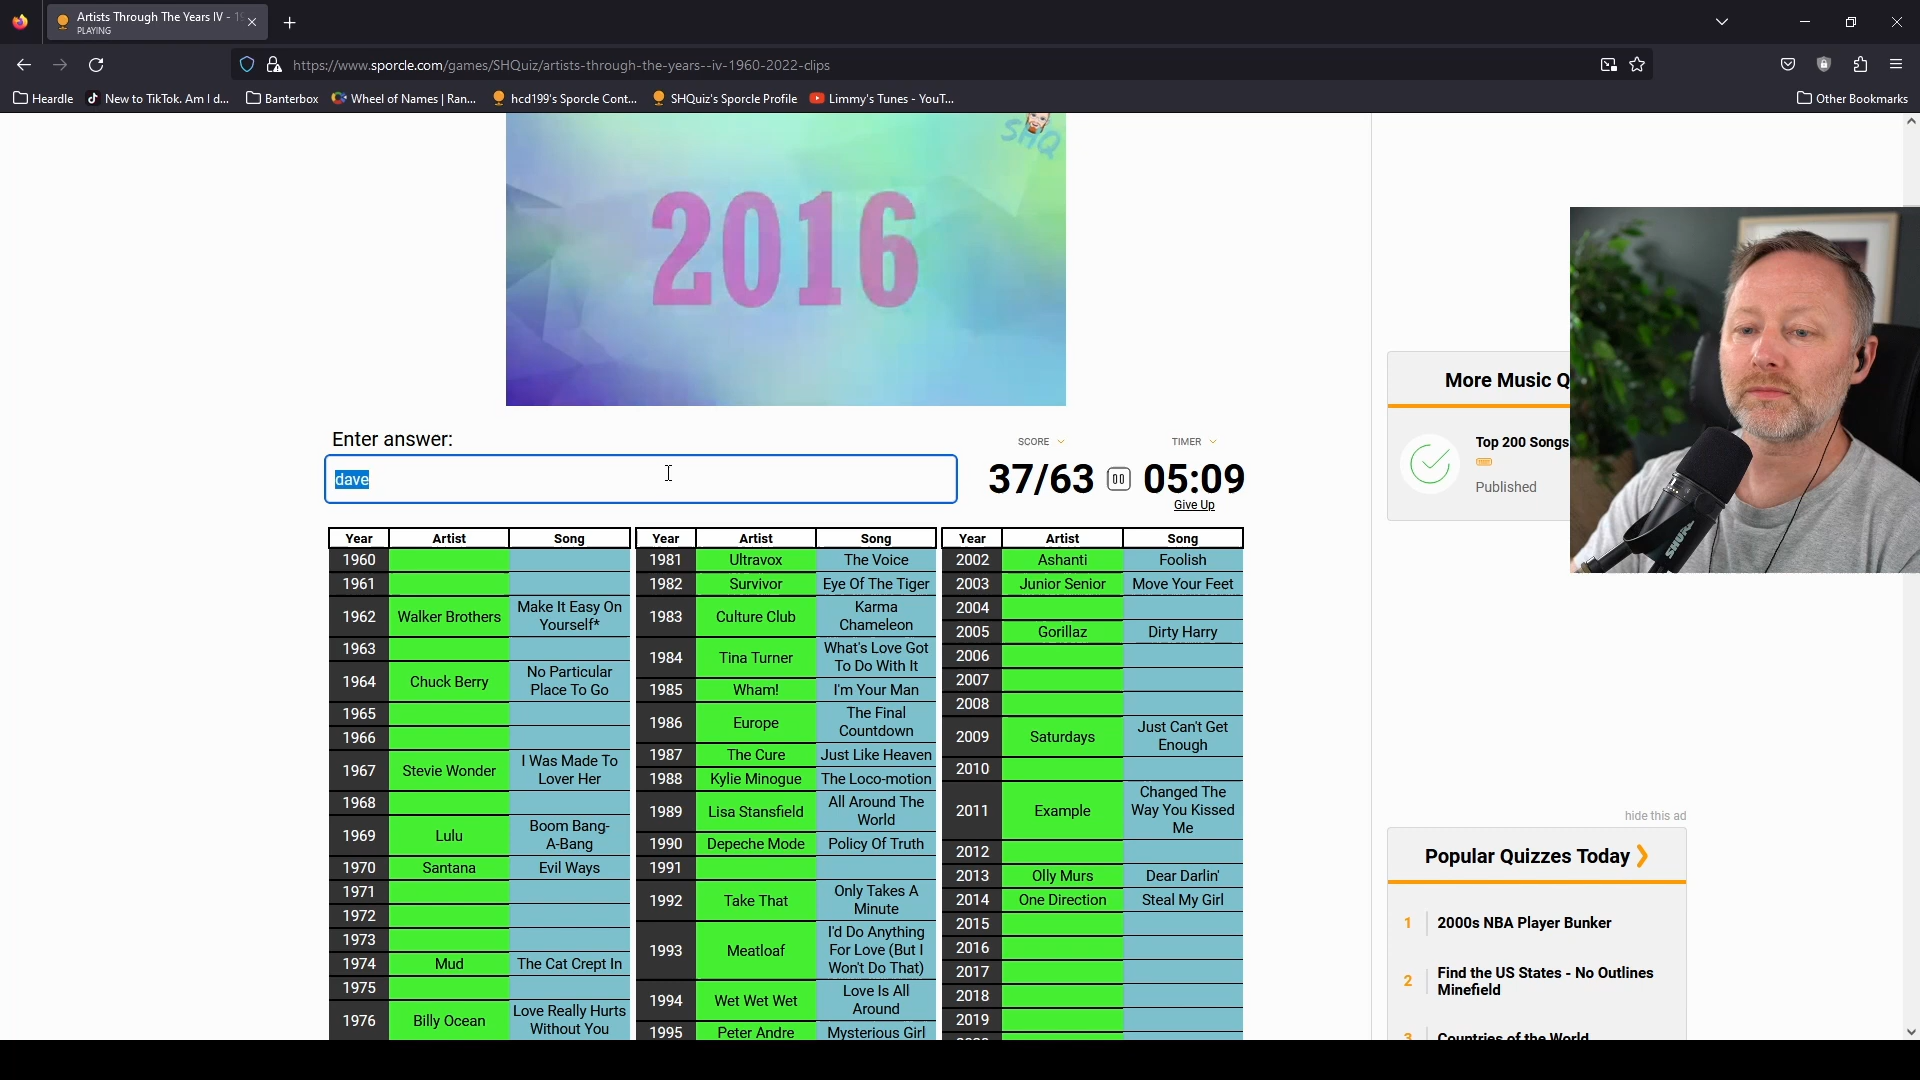 Artists Through The Years IV - 19
PLAYING
https://www.sporcle.com/games/SHQuiz/artists-through-the-years--iv-1960-2022-clips
Heardle
New to TikTok. Am I d...
Banterbox
Wheel of Names | Ran...
hcd199's Sporcle Cont...
SHQuiz's Sporcle Profile
Limmy's Tunes - YouT...
Other Bookmarks
SHQ
2016
Enter answer:
dave
SCORE
37/63
TIMER
05:09
Give Up
Year Artist Song
1960
1961
1962 Walker Brothers Make It Easy On
Yourself*
1963
1964 Chuck Berry No Particular
Place To Go
1965
1966
1967 Stevie Wonder I Was Made To
Lover Her
1968
1969 Lulu Boom Bang-
A-Bang
1970 Santana Evil Ways
1971
1972
1973
1974 Mud The Cat Crept In
1975
1976 Billy Ocean Love Really Hurts
Without You
Year Artist Song
1981 Ultravox The Voice
1982 Survivor Eye Of The Tiger
1983 Culture Club Karma
Chameleon
1984 Tina Turner What's Love Got
To Do With It
1985 Wham! I'm Your Man
1986 Europe The Final
Countdown
1987 The Cure Just Like Heaven
1988 Kylie Minogue The Loco-motion
1989 Lisa Stansfield All Around The
World
1990 Depeche Mode Policy Of Truth
1991
1992 Take That Only Takes A
Minute
1993 Meatloaf I'd Do Anything
For Love (But I
Won't Do That)
1994 Wet Wet Wet Love Is All
Around
1995 Peter Andre Mysterious Girl
Year Artist Song
2002 Ashanti Foolish
2003 Junior Senior Move Your Feet
2004
2005 Gorillaz Dirty Harry
2006
2007
2008
2009 Saturdays Just Can't Get
Enough
2010
2011 Example Changed The
Way You Kissed
Me
2012
2013 Olly Murs Dear Darlin'
2014 One Direction Steal My Girl
2015
2016
2017
2018
2019
More Music Q
Top 200 Songs
Published
SHURE
hide this ad
Popular Quizzes Today
1 2000s NBA Player Bunker
2 Find the US States - No Outlines
Minefield
3 Countries of the World